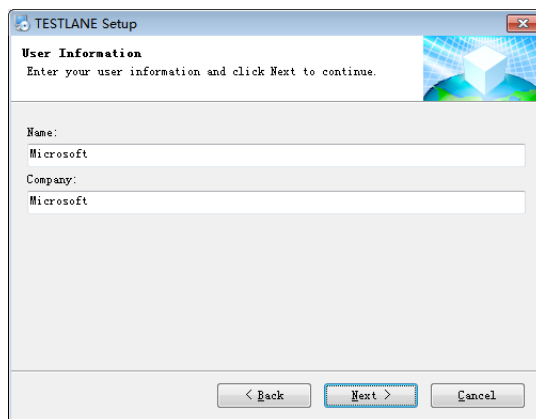 TESTLANE Setup
User Information
Enter your user information and click Next to continue.
Name:
Microsoft
Company:
Microsoft
< Back
Next >
Cancel